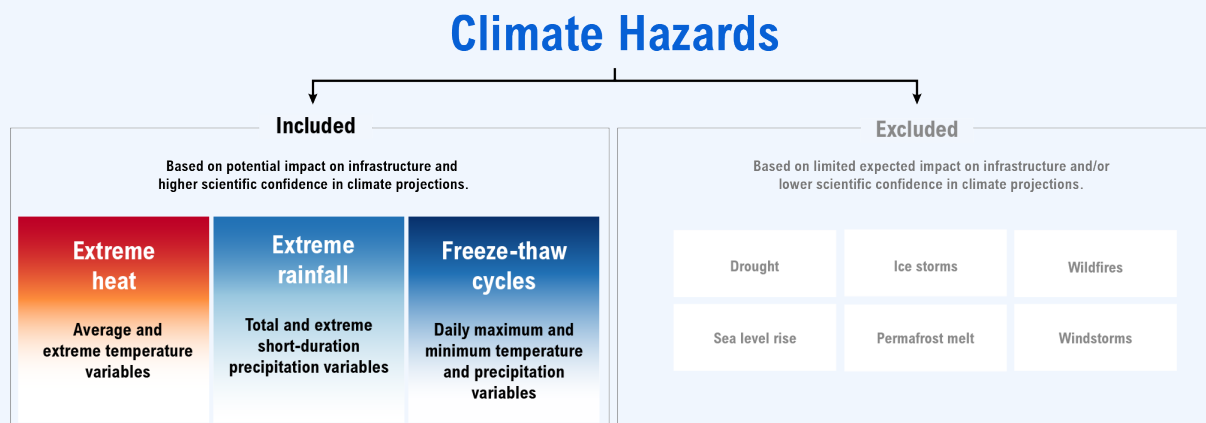 Climate Hazards
Included
Based on potential impact on infrastructure and
higher scientific confidence in climate projections.
Extreme
heat
Average and
extreme temperature
variables
Extreme
rainfall
Total and extreme
short-duration
precipitation variables
Freeze-thaw
cycles
Daily maximum and
minimum temperature
and precipitation
variables
Excluded
Based on limited expected impact on infrastructure and/or
lower scientific confidence in climate projections.
Drought
Ice storms
Wildfires
Sea level rise
Permafrost melt
Windstorms